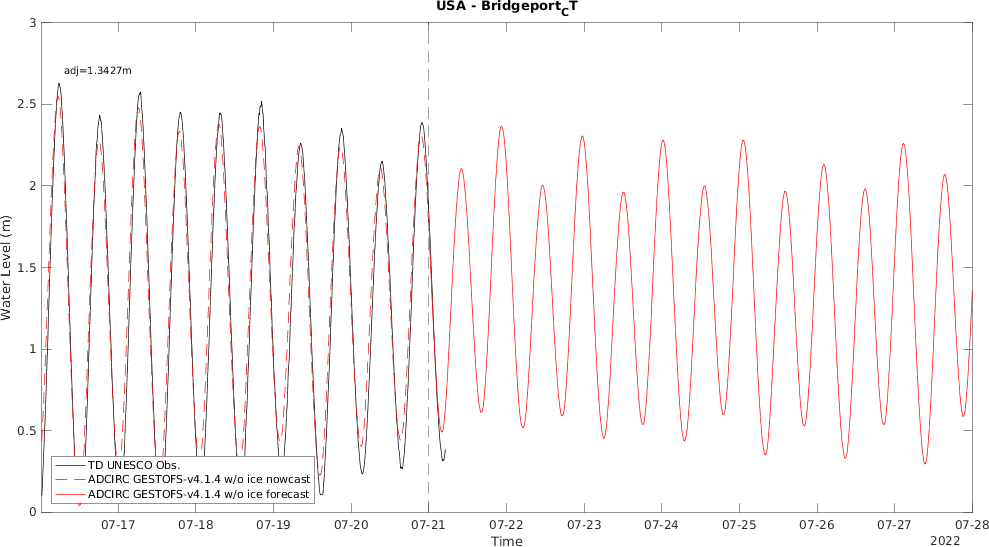 USA - Bridgeport_CT
3
adj=1.3427m
2.5
2
1.5
1
0.5
0
Water Level (m)
TD UNESCO Obs.
ADCIRC GESTOFS-v4.1.4 w/o ice nowcast
ADCIRC GESTOFS-v4.1.4 w/o ice forecast
07-17 07-18 07-19 07-20 07-21 07-22 07-23 07-24 07-25 07-26 07-27 07-28
Time
2022